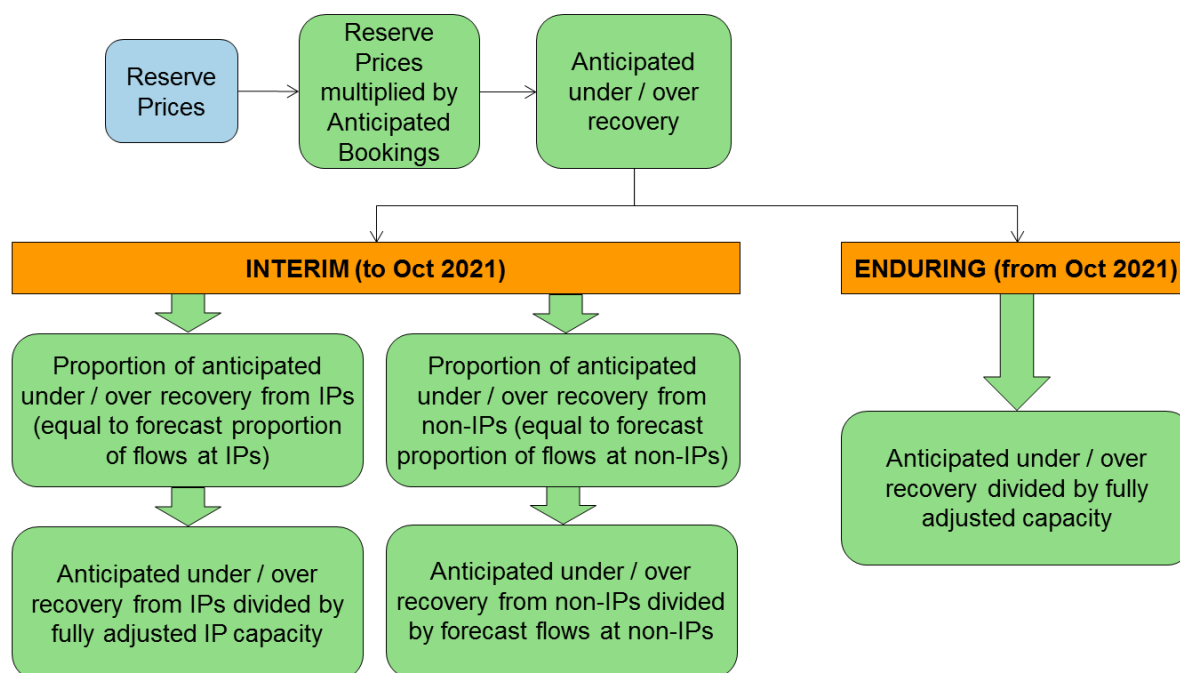 Reserve
Prices
Reserve
Prices
multiplied by
Anticipated
Bookings
Anticipated
under / over
recovery
INTERIM (to Oct 2021)
ENDURING (from Oct 2021)
Proportion of anticipated
under / over recovery from IPs
(equal to forecast proportion
of flows at IPs)
Proportion of anticipated
under / over recovery from
non-IPs (equal to forecast
proportion of flows at non-IPs)
Anticipated under / over
recovery divided by fully
adjusted capacity
Anticipated under / over
recovery from IPs divided by
fully adjusted IP capacity
Anticipated under / over
recovery from non-IPs divided
by forecast flows at non-IPs